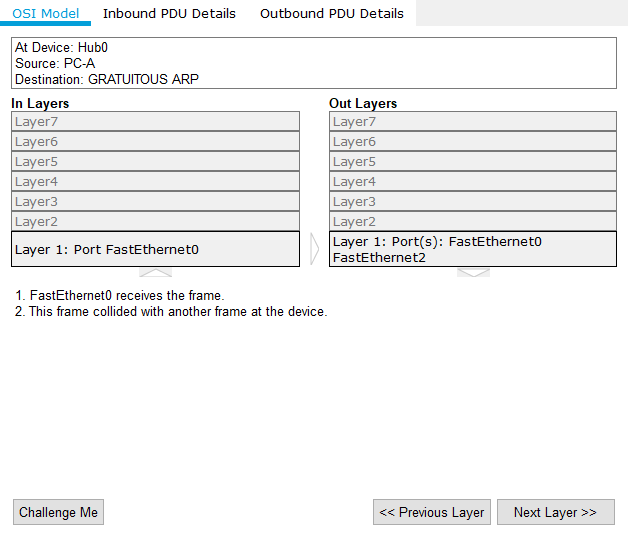 OSI Model Inbound PDU Details Outbound PDU Details
At Device: Hub0
Source: PC-A
Destination: GRATUITOUS ARP
In Layers
Layer7
Layer6
Layer5
Layer4
Layer3
Layer2
Layer 1: Port FastEthernet0
Out Layers
Layer7
Layer6
Layer5
Layer4
Layer3
Layer2
Layer 1: Port(s): FastEthernet0
FastEthernet2
1. FastEthernet0 receives the frame.
2. This frame collided with another frame at the device.
Challenge Me << Previous Layer Next Layer >>